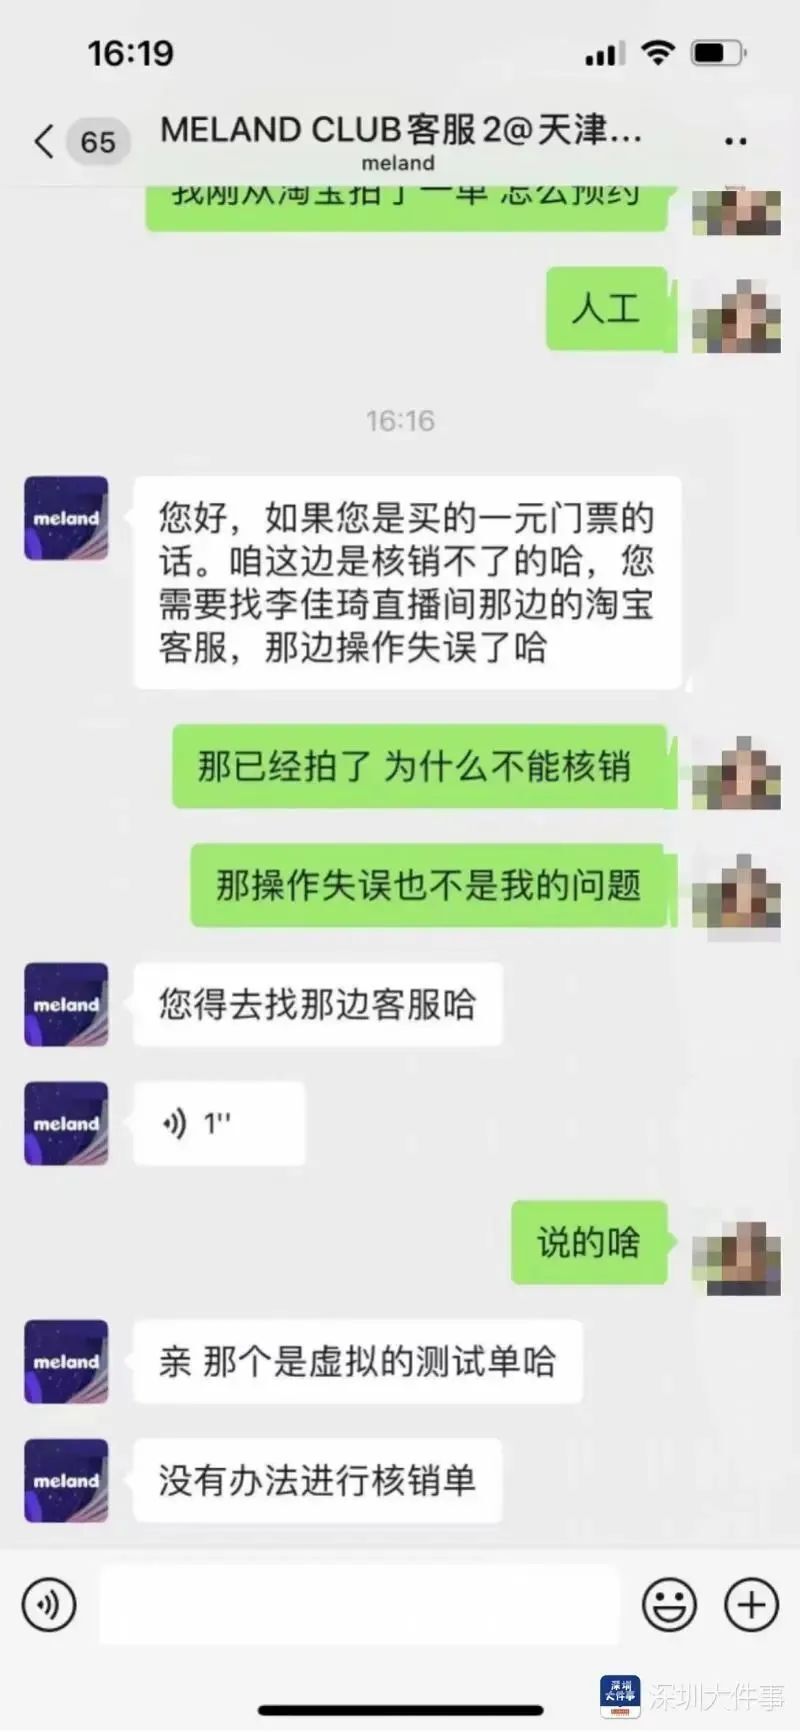 16:19
65
MELAND CLUB客服2@天津...
meland
我刚从淘宝拍了一单 怎么预约
人工
16:16
meland
您好，如果您是买的一元门票的
话。咱这边是核销不了的哈，您
需要找李佳琦直播间那边的淘宝
客服，那边操作失误了哈
那已经拍了 为什么不能核销
那操作失误也不是我的问题
meland
您得去找那边客服哈
meland
1''
说的啥
meland
亲 那个是虚拟的测试单哈
meland
没有办法进行核销单
深圳
大件事
深圳大件事